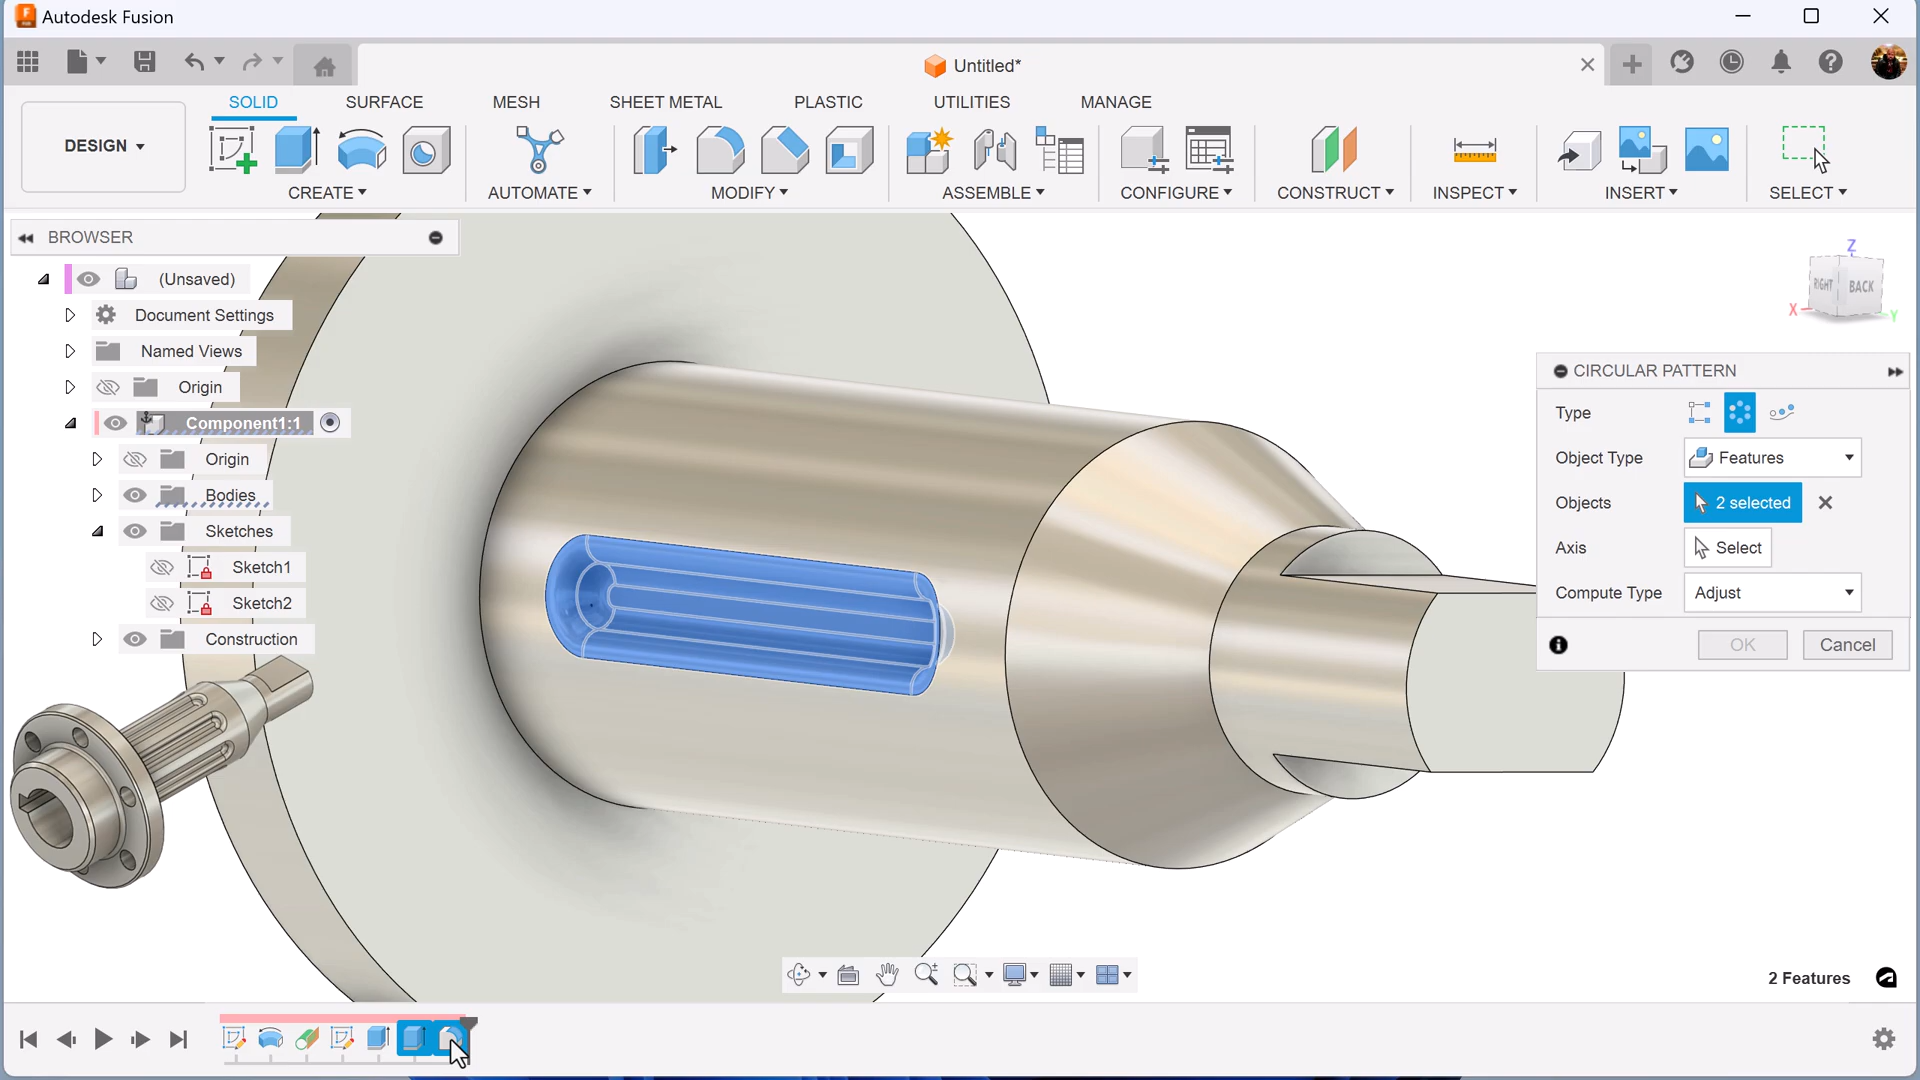 Autodesk Fusion
Untitled*
SOLID SURFACE MESH SHEET METAL PLASTIC UTILITIES MANAGE
DESIGN
CREATE AUTOMATE MODIFY ASSEMBLE CONFIGURE CONSTRUCT INSPECT INSERT SELECT
BROWSER
(Unsaved)
Document Settings
Named Views
Origin
Component1:1
Origin
Bodies
Sketches
Sketch1
Sketch2
Construction
Z
RIGHT BACK
X Y
CIRCULAR PATTERN
Type
Object Type Features
Objects 2 selected
Axis Select
Compute Type Adjust
OK Cancel
2 Features